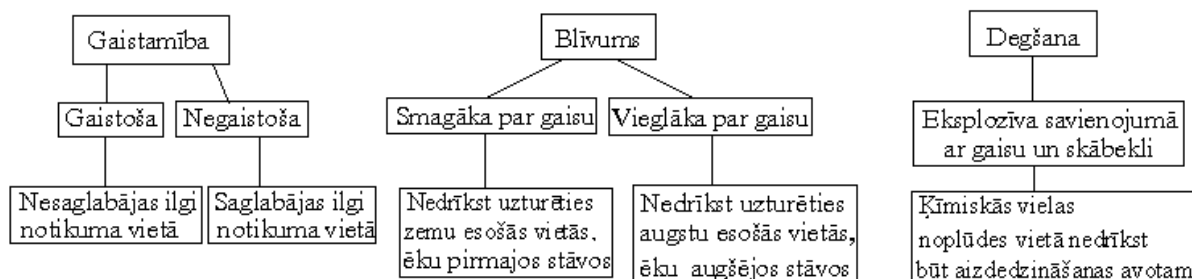 Gaistamība
Gaistoša
Negaistoša
Nesaglabājas ilgi
notikuma vietā
Saglabājas ilgi
notikuma vietā
Blīvums
Smagāka par gaisu
Vieglāka par gaisu
Nedrīkst uzturēties
zemu esošās vietās,
ēku pirmajos stāvos
Nedrīkst uzturēties
augstu esošās vietās,
ēku augšējos stāvos
Degšana
Eksplozīva savienojumā
ar gaisu un skābekli
Ķīmiskās vielas
noplūdes vietā nedrīkst
būt aizdedzināšanas avotam